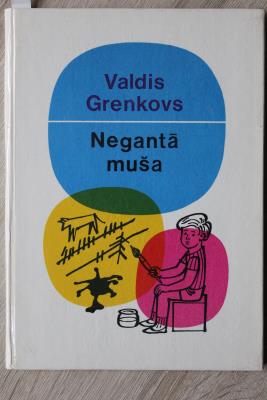 Valdis
Grenkovs
Negantā
muša